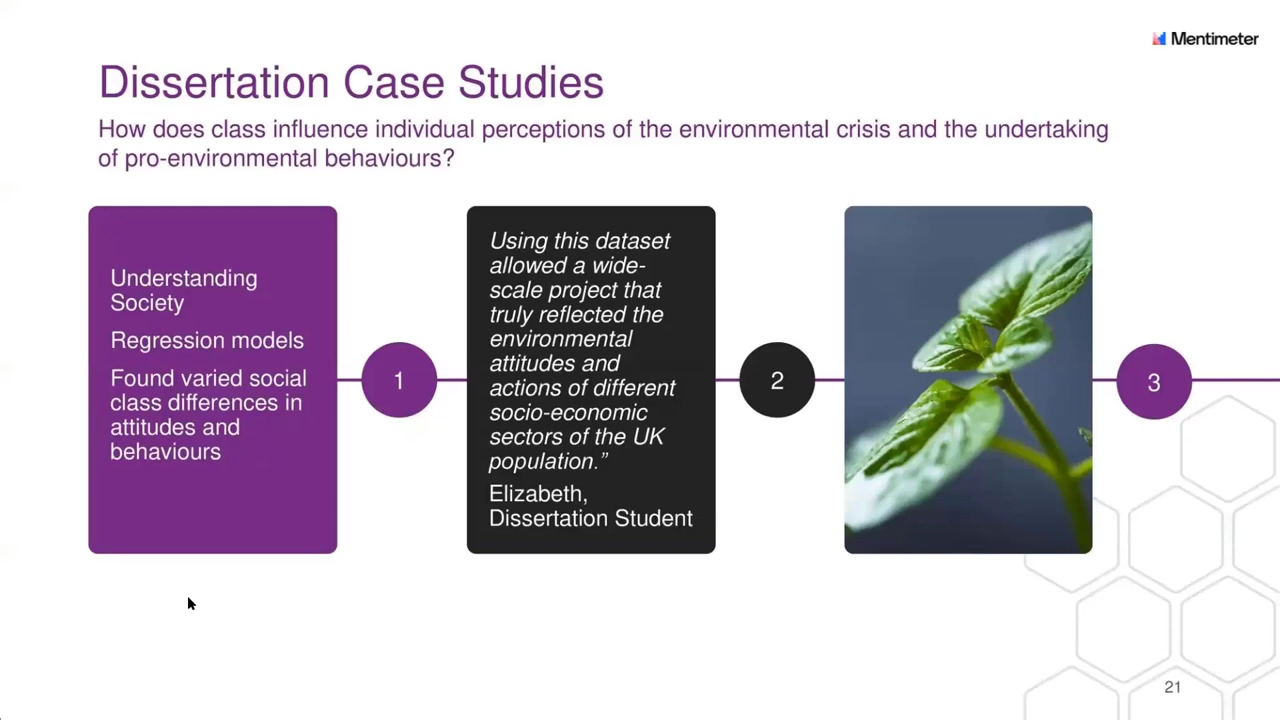 Mentimeter
Dissertation Case Studies
How does class influence individual perceptions of the environmental crisis and the undertaking
of pro-environmental behaviours?
Understanding
Society
Regression models
Found varied social
class differences in
attitudes and
behaviours
1
Using this dataset
allowed a wide-
scale project that
truly reflected the
environmental
attitudes and
actions of different
socio-economic
sectors of the UK
population.”
Elizabeth,
Dissertation Student
2
3
21